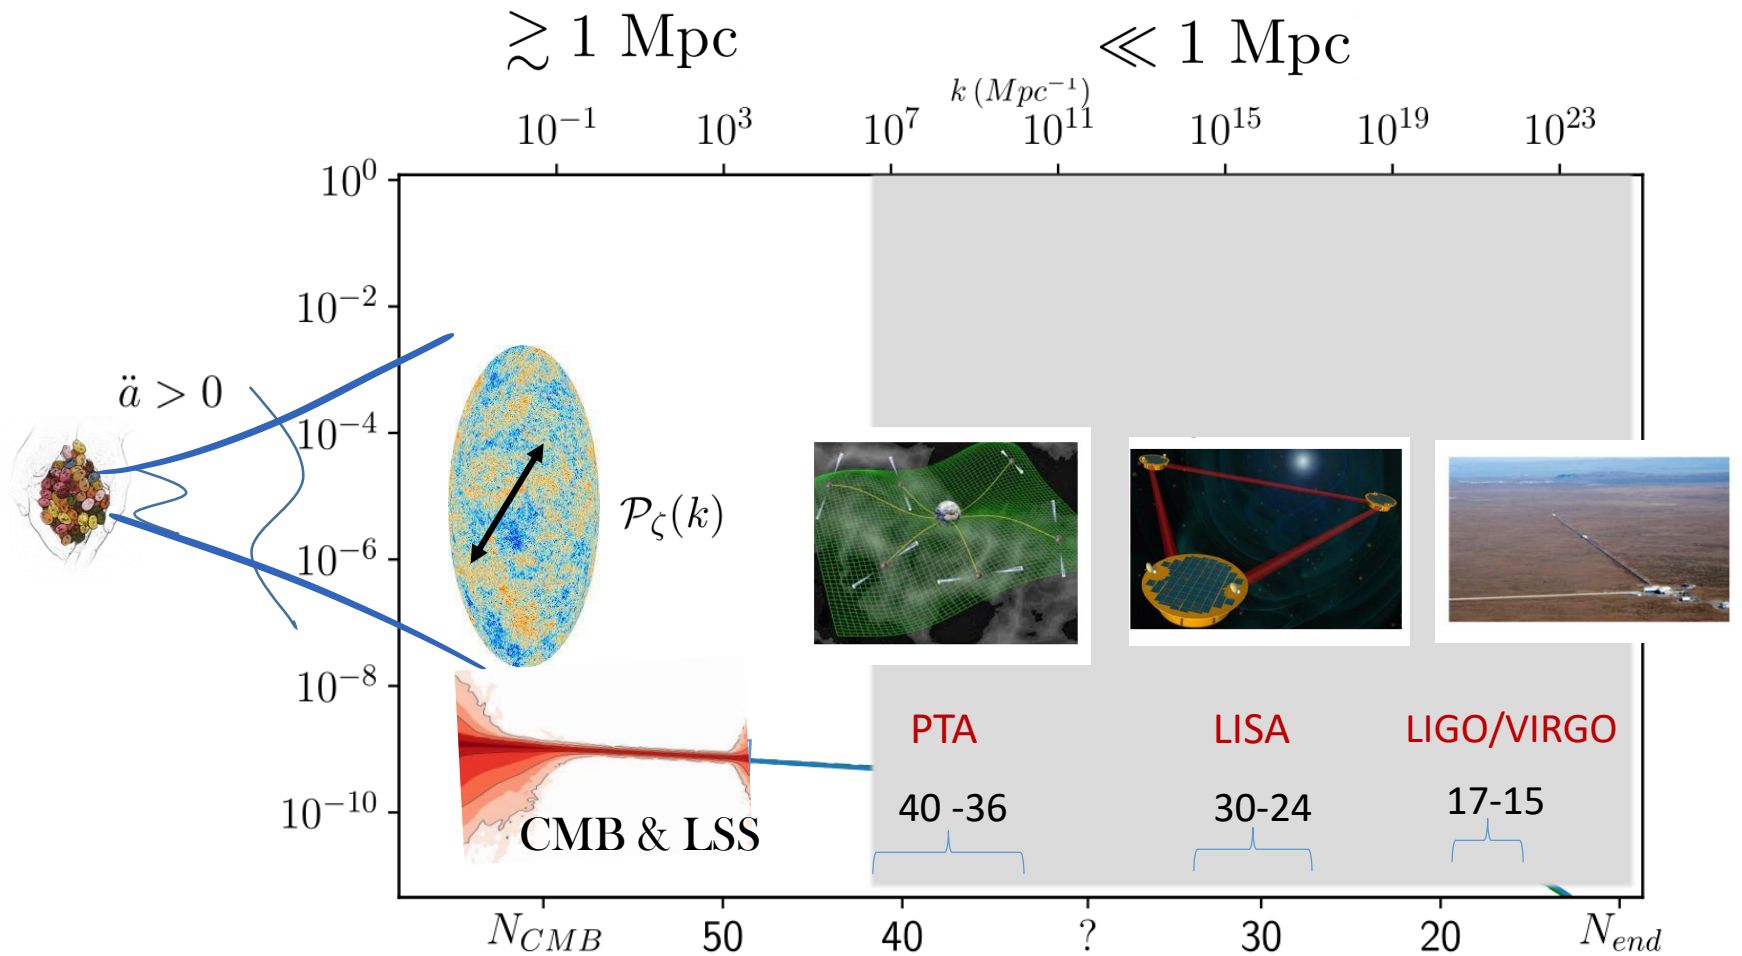 ≳ 1 Mpc
≪ 1 Mpc
k (Mpc⁻¹)
10⁻¹ 10³ 10⁷ 10¹¹ 10¹⁵ 10¹⁹ 10²³
10⁰
10⁻²
ä > 0
10⁻⁴
𝒫_ζ(k)
10⁻⁶
10⁻⁸
PTA LISA LIGO/VIRGO
40 -36 30-24 17-15
10⁻¹⁰
CMB & LSS
N_CMB 50 40 ? 30 20 N_end